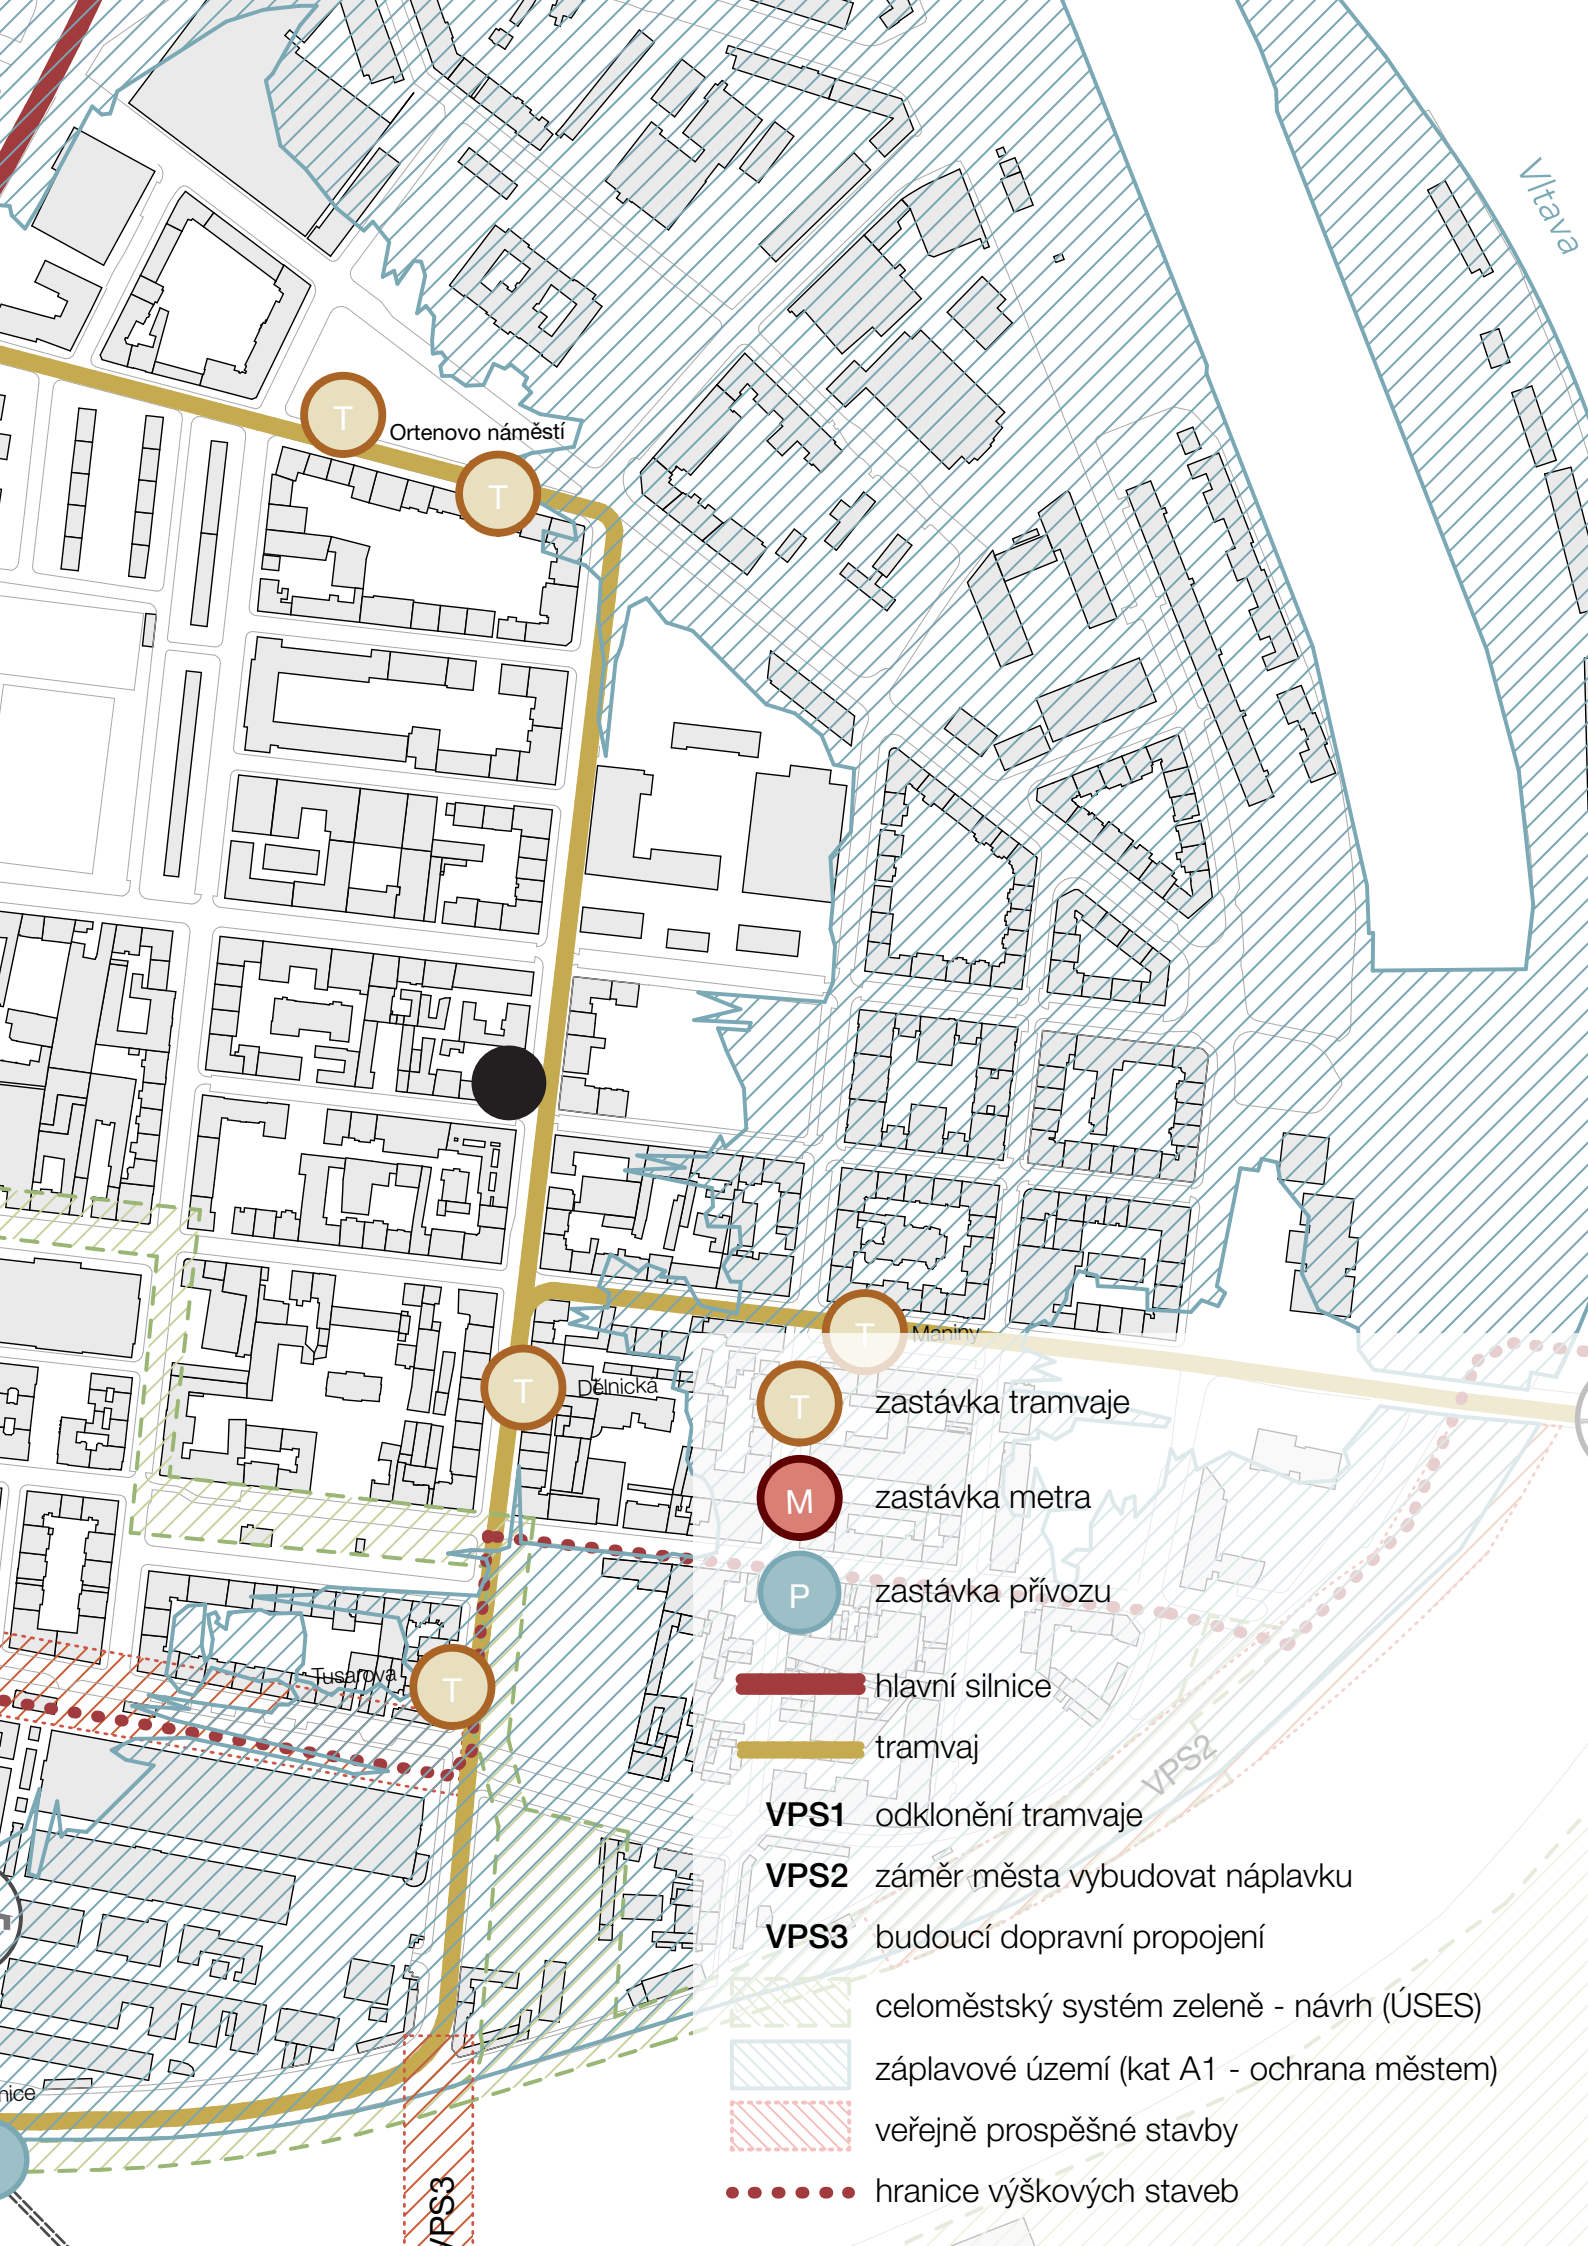 Vltava
T
Ortenovo náměstí
T
T
Maniny
T
Dělnická
T
zastávka tramvaje
M
zastávka metra
P
zastávka přívozu
Tusarova
T
hlavní silnice
tramvaj
VPS2
VPS1 odklonění tramvaje
VPS2 záměr města vybudovat náplavku
VPS3 budoucí dopravní propojení
celoměstský systém zeleně - návrh (ÚSES)
záplavové území (kat A1 - ochrana městem)
veřejně prospěšné stavby
hranice výškových staveb
nice
VPS3